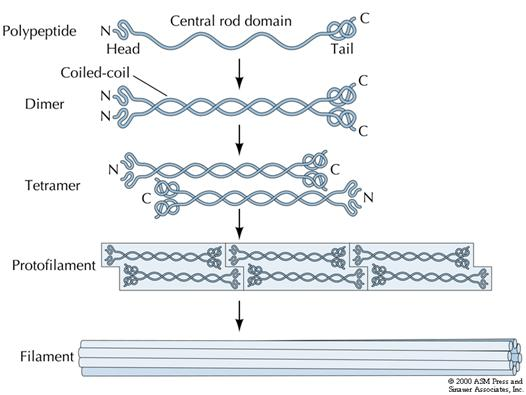 Polypeptide
N
Central rod domain
C
Head
Tail
Coiled-coil
Dimer
N
N
C
C
Tetramer
N
C
C
N
Protofilament
Filament
© 2000 ASM Press and
Sinauer Associates, Inc.